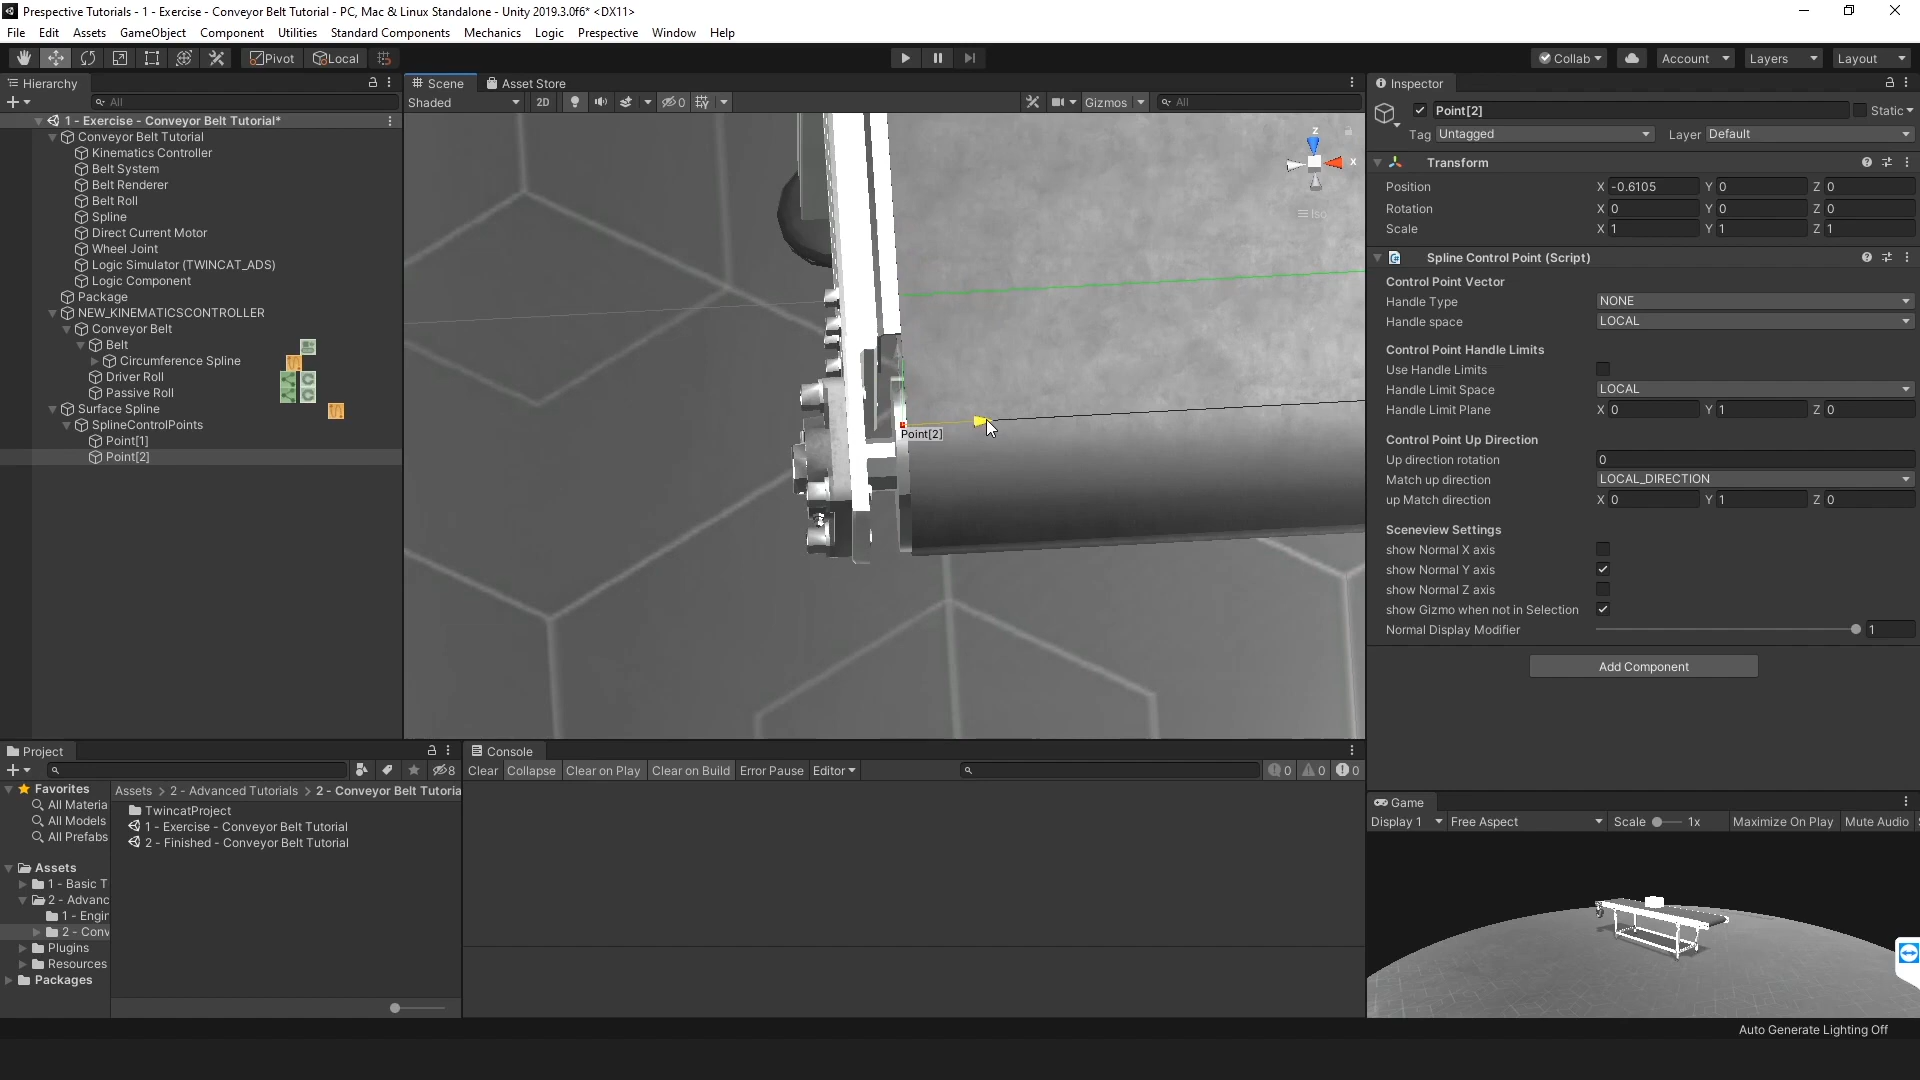 Prespective Tutorials - 1 - Exercise - Conveyor Belt Tutorial - PC, Mac & Linux Standalone - Unity 2019.3.0f6* <DX11>
File Edit Assets GameObject Component Utilities Standard Components Mechanics Logic Prespective Window Help
Pivot Local Collab Account Layers Layout
Hierarchy
All
1 - Exercise - Conveyor Belt Tutorial*
Conveyor Belt Tutorial
Kinematics Controller
Belt System
Belt Renderer
Belt Roll
Spline
Direct Current Motor
Wheel Joint
Logic Simulator (TWINCAT_ADS)
Logic Component
Package
NEW_KINEMATICSCONTROLLER
Conveyor Belt
Belt
Circumference Spline
Driver Roll
Passive Roll
Surface Spline
SplineControlPoints
Point[1]
Point[2]
Scene Asset Store
Shaded 2D 0 Gizmos All
z
x
Iso
Point[2]
Inspector
Point[2] Static
Tag Untagged Layer Default
Transform
Position X -0.6105 Y 0 Z 0
Rotation X 0 Y 0 Z 0
Scale X 1 Y 1 Z 1
Spline Control Point (Script)
Control Point Vector
Handle Type NONE
Handle space LOCAL
Control Point Handle Limits
Use Handle Limits
Handle Limit Space LOCAL
Handle Limit Plane X 0 Y 1 Z 0
Control Point Up Direction
Up direction rotation 0
Match up direction LOCAL_DIRECTION
up Match direction X 0 Y 1 Z 0
Sceneview Settings
show Normal X axis
show Normal Y axis
show Normal Z axis
show Gizmo when not in Selection
Normal Display Modifier 1
Add Component
Project
8
Favorites
All Materia
All Models
All Prefabs
Assets
1 - Basic T
2 - Advanc
1 - Engir
2 - Conv
Plugins
Resources
Packages
Assets > 2 - Advanced Tutorials > 2 - Conveyor Belt Tutoria
TwincatProject
1 - Exercise - Conveyor Belt Tutorial
2 - Finished - Conveyor Belt Tutorial
Console
Clear Collapse Clear on Play Clear on Build Error Pause Editor 0 0 0
Game
Display 1 Free Aspect Scale 1x Maximize On Play Mute Audio
Auto Generate Lighting Off